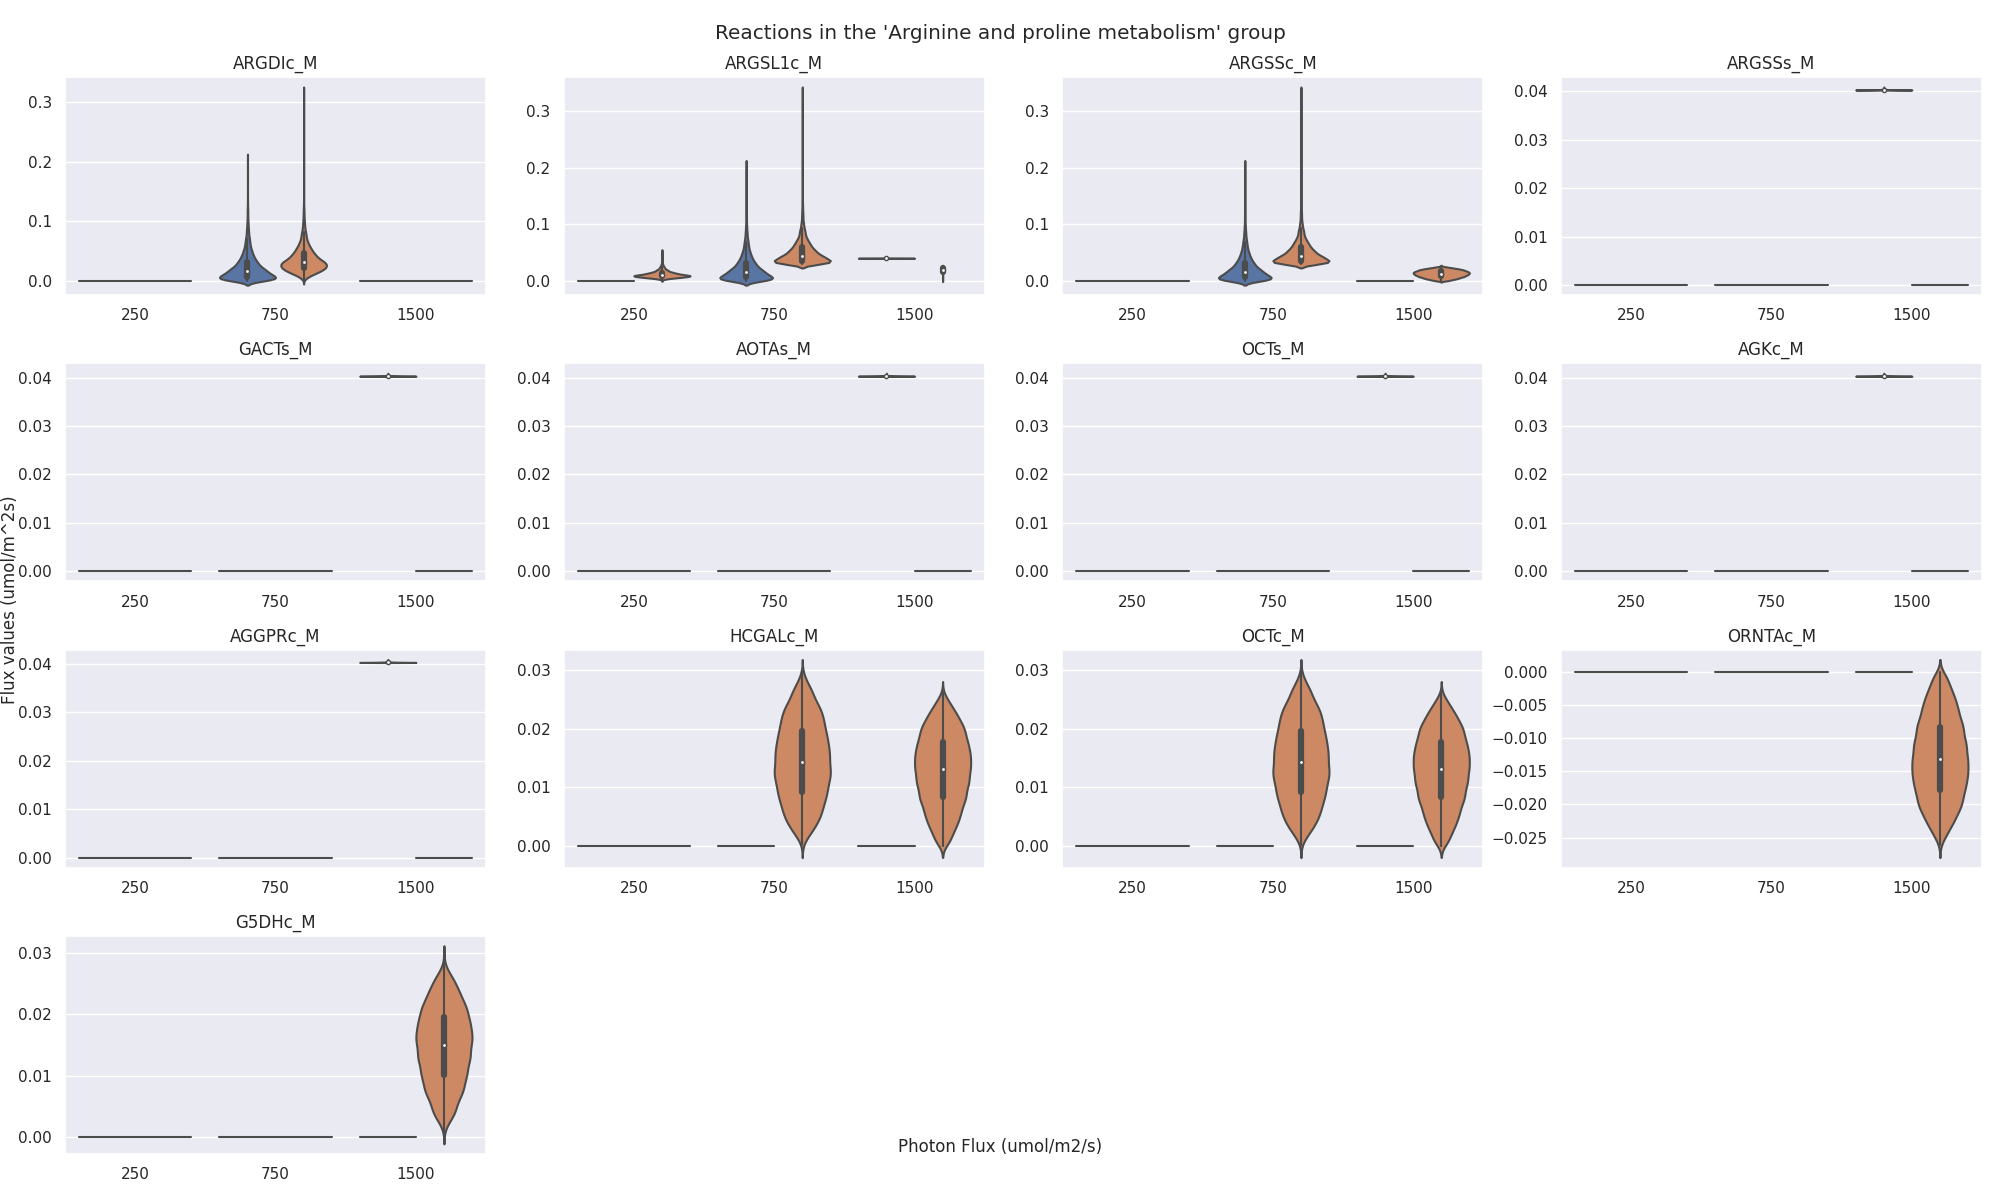 Reactions in the 'Arginine and proline metabolism' group
ARGDIc_M
ARGSL1c_M
ARGSSc_M
ARGSSs_M
0.3
0.2
0.1
0.0
250 750 1500
0.3
0.2
0.1
0.0
250 750 1500
0.3
0.2
0.1
0.0
250 750 1500
0.04
0.03
0.02
0.01
0.00
250 750 1500
GACTs_M
AOTAs_M
OCTs_M
AGKc_M
0.04
0.03
0.02
0.01
0.00
250 750 1500
0.04
0.03
0.02
0.01
0.00
250 750 1500
0.04
0.03
0.02
0.01
0.00
250 750 1500
0.04
0.03
0.02
0.01
0.00
250 750 1500
Flux values (umol/m^2s)
AGGPRc_M
HCGALc_M
OCTc_M
ORNTAc_M
0.04
0.03
0.02
0.01
0.00
250 750 1500
0.03
0.02
0.01
0.00
250 750 1500
0.03
0.02
0.01
0.00
250 750 1500
0.000
−0.005
−0.010
−0.015
−0.020
−0.025
250 750 1500
G5DHc_M
0.03
0.02
0.01
0.00
250 750 1500
Photon Flux (umol/m2/s)